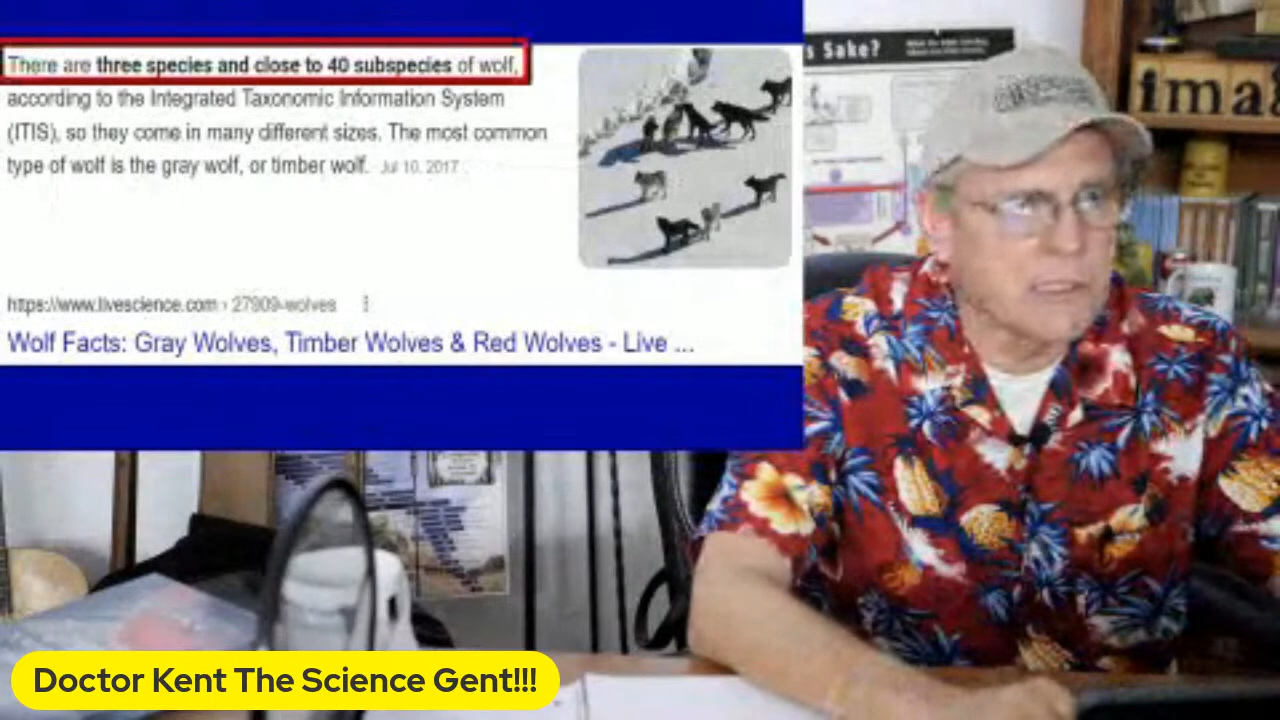 There are three species and close to 40 subspecies of wolf,
according to the Integrated Taxonomic Information System
(ITIS), so they come in many different sizes. The most common
type of wolf is the gray wolf, or timber wolf. Jul 10, 2017
https://www.livescience.com › 27909-wolves
Wolf Facts: Gray Wolves, Timber Wolves & Red Wolves - Live ...
s Sake?
ima
Doctor Kent The Science Gent!!!